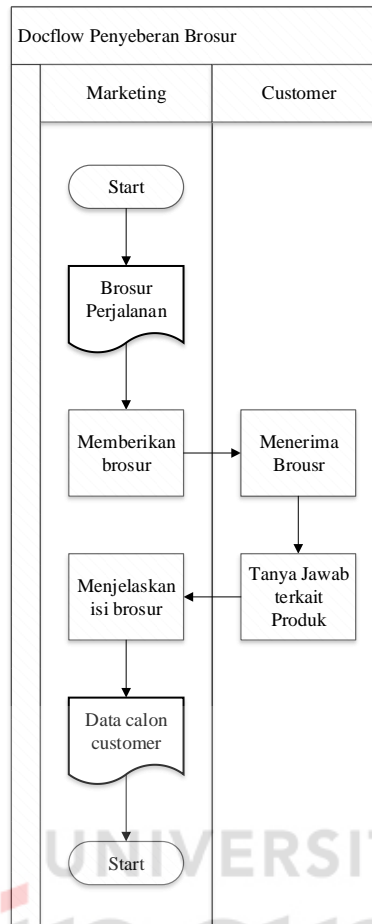 Docflow Penyeberan Brosur
Marketing
Customer
Start
Brosur
Perjalanan
Memberikan
brosur
Menerima
Brousr
Menjelaskan
isi brosur
Tanya Jawab
terkait
Produk
Data calon
customer
UNIVERSI
Start